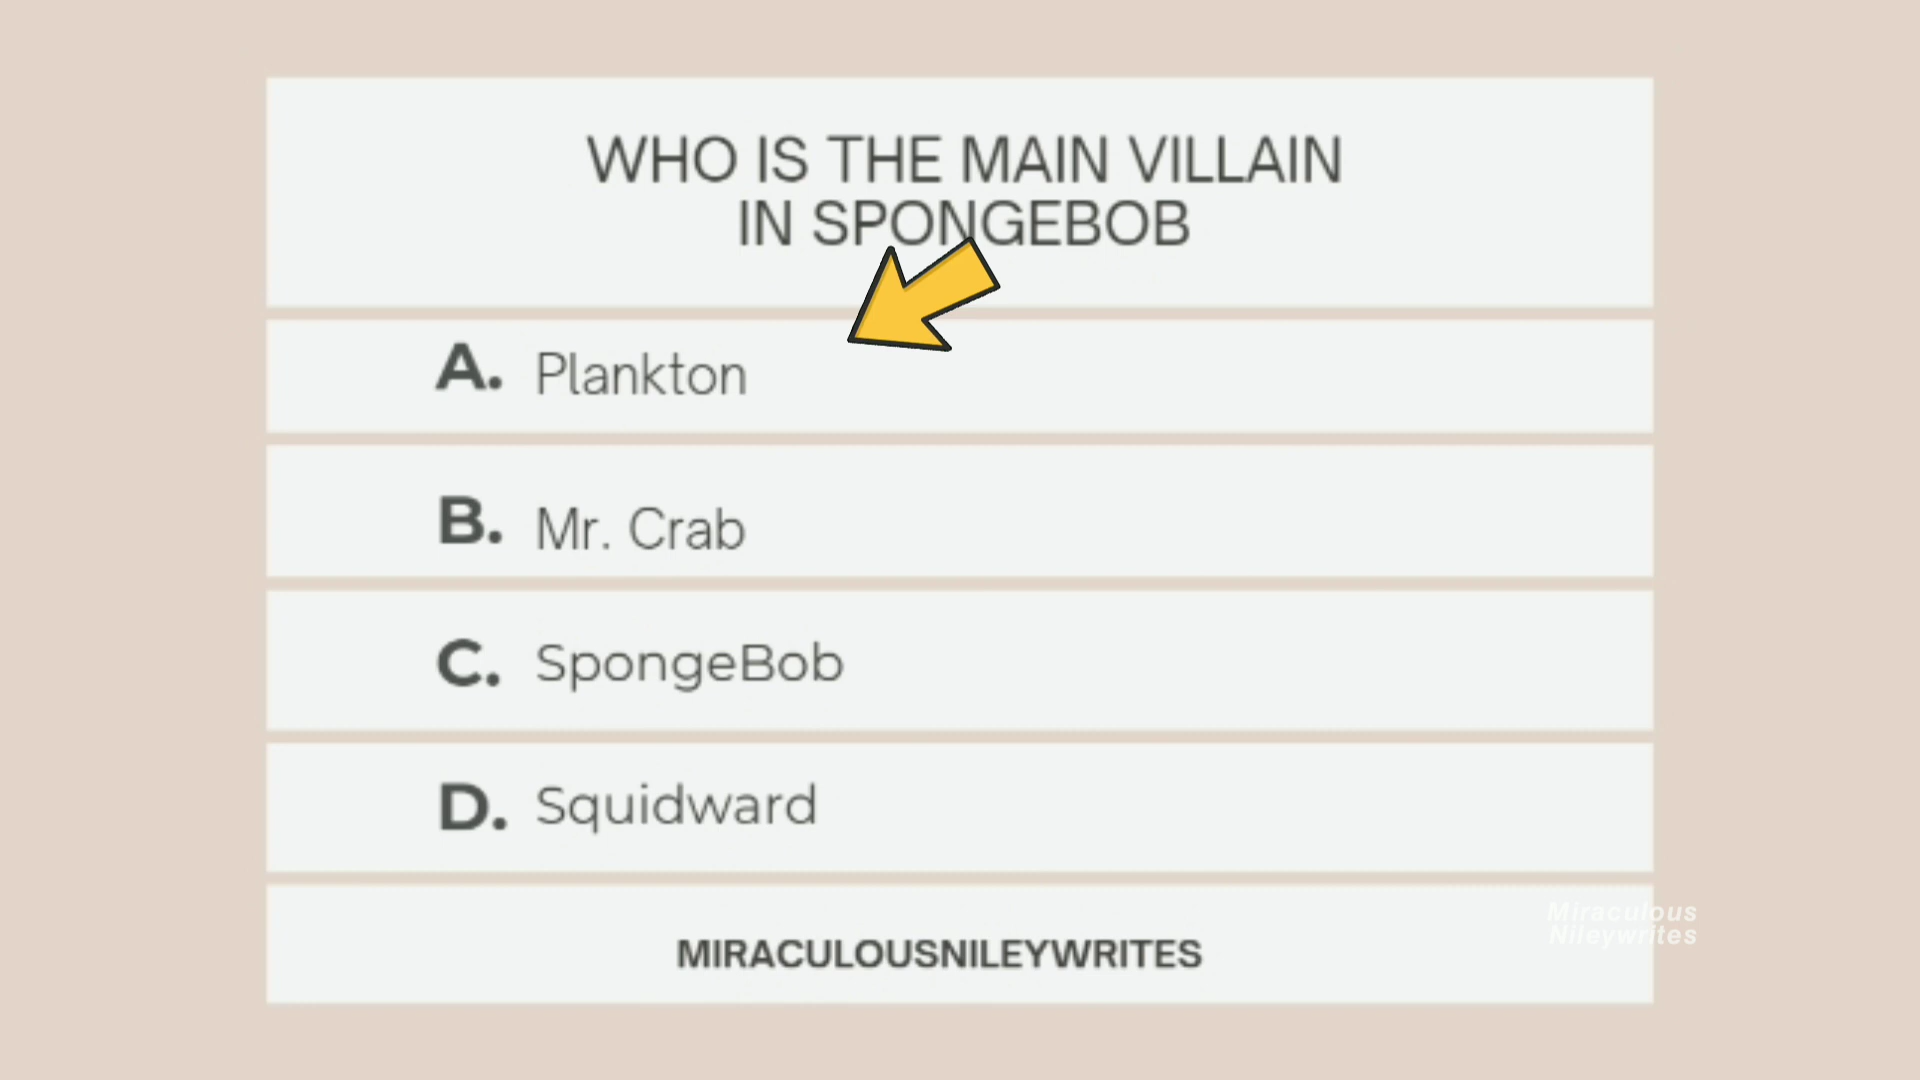 WHO IS THE MAIN VILLAIN
IN SPONGEBOB
A. Plankton
B. Mr. Crab
C. SpongeBob
D. Squidward
MIRACULOUSNILEYWRITES
Miraculous
Nileywrites